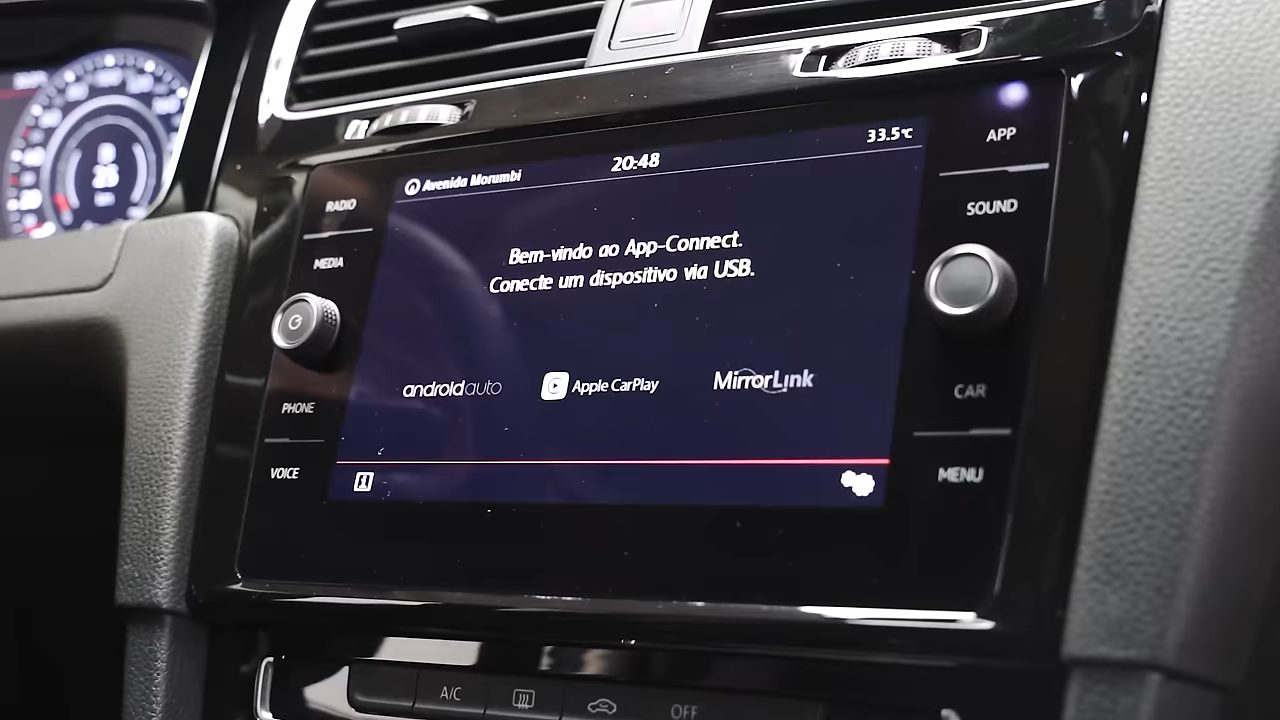 33.5°C
20:48
Avenida Morumbi
APP
RADIO
SOUND
MEDIA
Bem-vindo ao App-Connect.
Conecte um dispositivo via USB.
androidauto
Apple CarPlay
MirrorLink
PHONE
CAR
VOICE
MENU
A/C
OFF